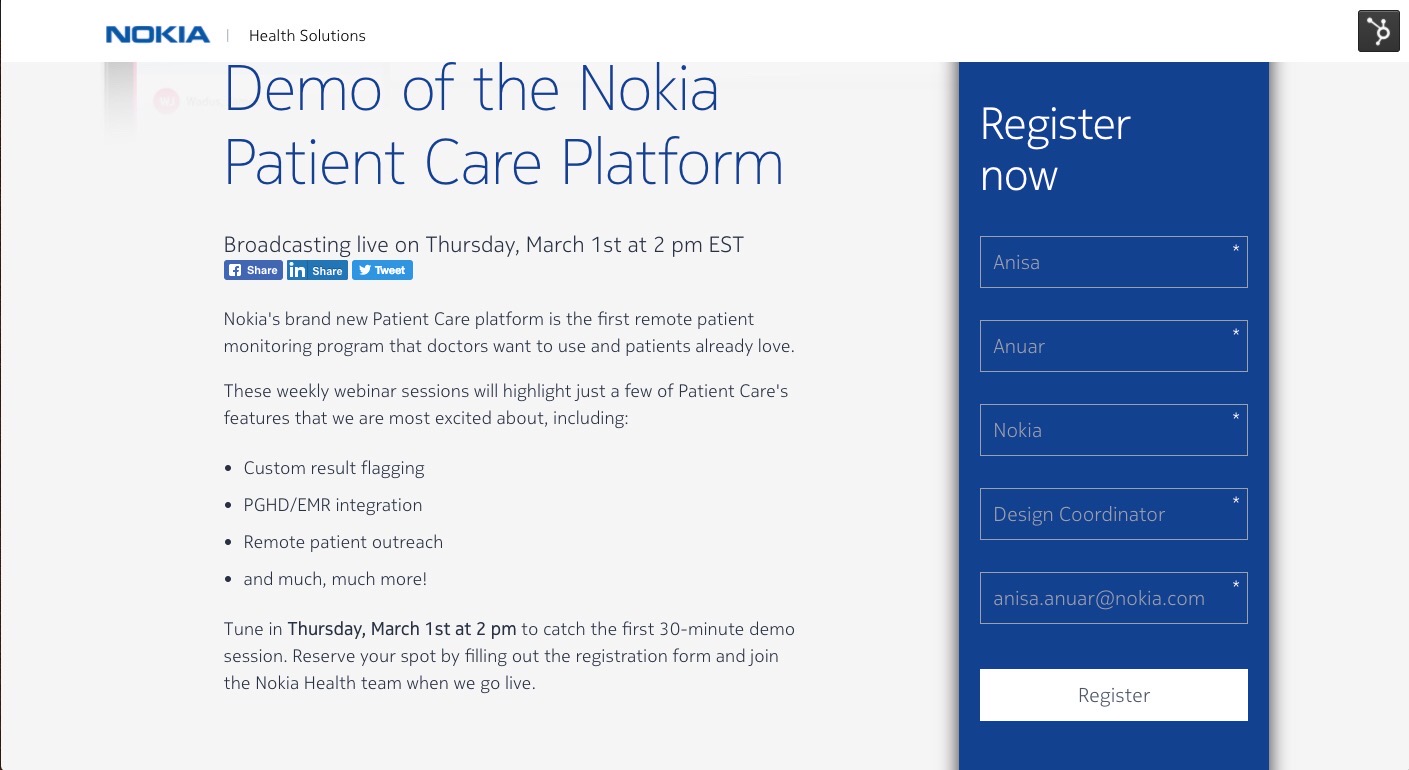 NOKIA | Health Solutions
Demo of the Nokia
Patient Care Platform
Broadcasting live on Thursday, March 1st at 2 pm EST
Share Share Tweet
Nokia's brand new Patient Care platform is the first remote patient
monitoring program that doctors want to use and patients already love.
These weekly webinar sessions will highlight just a few of Patient Care's
features that we are most excited about, including:
• Custom result flagging
• PGHD/EMR integration
• Remote patient outreach
• and much, much more!
Tune in Thursday, March 1st at 2 pm to catch the first 30-minute demo
session. Reserve your spot by filling out the registration form and join
the Nokia Health team when we go live.
Register
now
Anisa *
Anuar *
Nokia *
Design Coordinator *
anisa.anuar@nokia.com *
Register